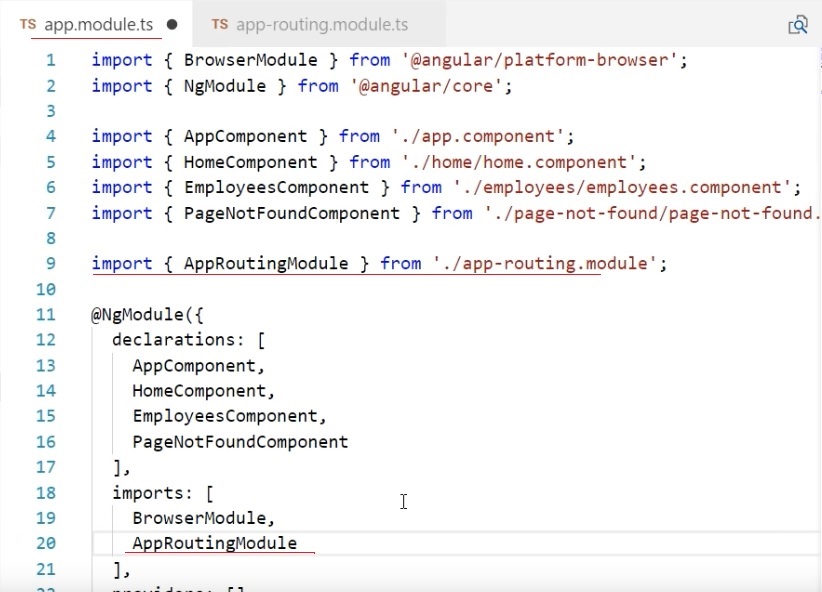 TS app.module.ts ● TS app-routing.module.ts
1 import { BrowserModule } from '@angular/platform-browser';
2 import { NgModule } from '@angular/core';
3
4 import { AppComponent } from './app.component';
5 import { HomeComponent } from './home/home.component';
6 import { EmployeesComponent } from './employees/employees.component';
7 import { PageNotFoundComponent } from './page-not-found/page-not-found.
8
9 import { AppRoutingModule } from './app-routing.module';
10
11 @NgModule({
12 declarations: [
13 AppComponent,
14 HomeComponent,
15 EmployeesComponent,
16 PageNotFoundComponent
17 ],
18 imports: [
19 BrowserModule,
20 AppRoutingModule
21 ],
22 providers: []